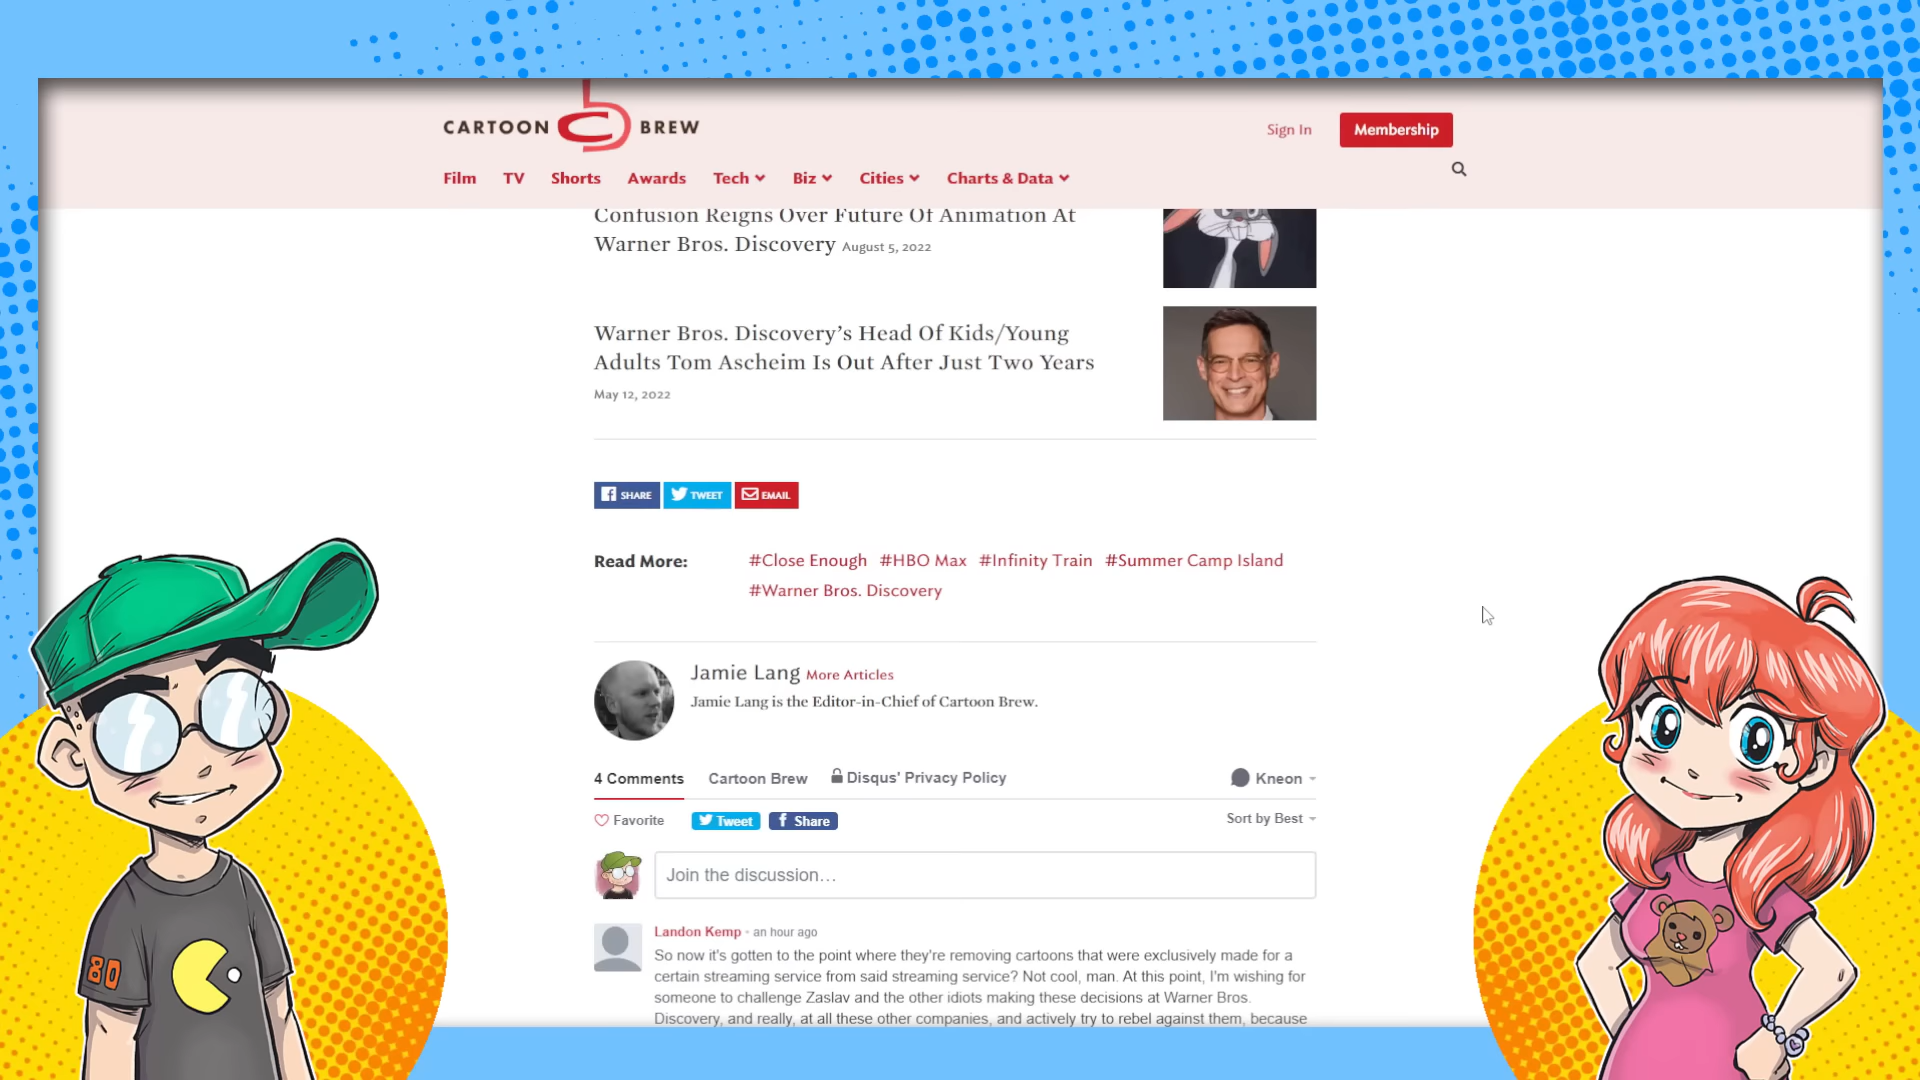 CARTOON BREW
Sign In
Membership
Film TV Shorts Awards Tech Biz Cities Charts & Data
Confusion Reigns Over Future Of Animation At
Warner Bros. Discovery August 5, 2022
Warner Bros. Discovery’s Head Of Kids/Young
Adults Tom Ascheim Is Out After Just Two Years
May 12, 2022
SHARE TWEET EMAIL
Read More: #Close Enough #HBO Max #Infinity Train #Summer Camp Island
#Warner Bros. Discovery
Jamie Lang More Articles
Jamie Lang is the Editor-in-Chief of Cartoon Brew.
4 Comments Cartoon Brew Disqus' Privacy Policy Kneon
Favorite Tweet Share Sort by Best
Join the discussion…
Landon Kemp - an hour ago
So now it's gotten to the point where they're removing cartoons that were exclusively made for a
certain streaming service from said streaming service? Not cool, man. At this point, I'm wishing for
someone to challenge Zaslav and the other idiots making these decisions at Warner Bros.
Discovery, and really, at all these other companies, and actively try to rebel against them, because
80